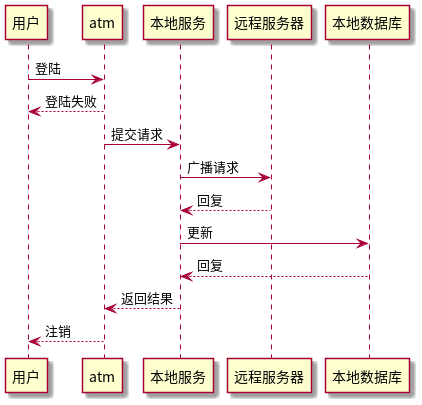 用户 atm 本地服务 远程服务器 本地数据库
登陆
登陆失败
提交请求
广播请求
回复
更新
回复
返回结果
注销
用户 atm 本地服务 远程服务器 本地数据库